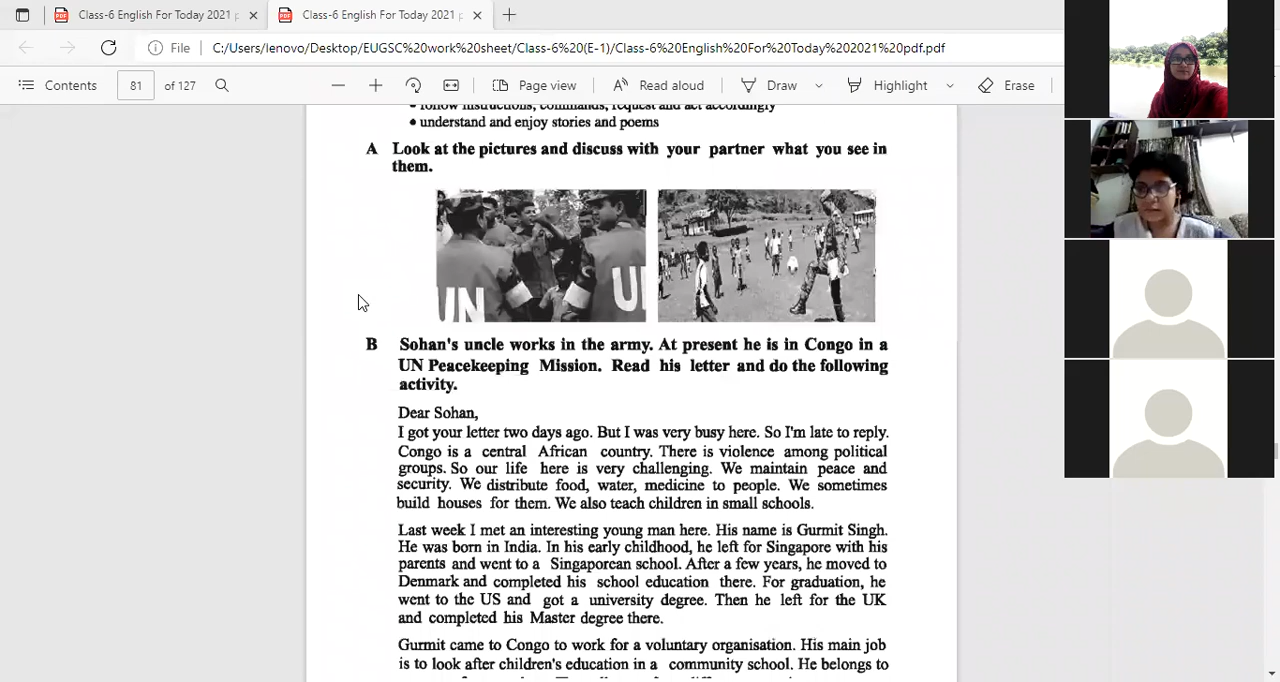 Class-6 English For Today 2021 p
Class-6 English For Today 2021 p
File
C:/Users/lenovo/Desktop/EUGSC%20work%20sheet/Class-6%20(E-1)/Class-6%20English%20For%20Today%202021%20pdf.pdf
Contents 81 of 127 Page view Read aloud Draw Highlight Erase
• follow instructions, commands, request and act accordingly
• understand and enjoy stories and poems
A Look at the pictures and discuss with your partner what you see in
them.
UN U
B Sohan's uncle works in the army. At present he is in Congo in a
UN Peacekeeping Mission. Read his letter and do the following
activity.
Dear Sohan,
I got your letter two days ago. But I was very busy here. So I'm late to reply.
Congo is a central African country. There is violence among political
groups. So our life here is very challenging. We maintain peace and
security. We distribute food, water, medicine to people. We sometimes
build houses for them. We also teach children in small schools.
Last week I met an interesting young man here. His name is Gurmit Singh.
He was born in India. In his early childhood, he left for Singapore with his
parents and went to a Singaporean school. After a few years, he moved to
Denmark and completed his school education there. For graduation, he
went to the US and got a university degree. Then he left for the UK
and completed his Master degree there.
Gurmit came to Congo to work for a voluntary organisation. His main job
is to look after children's education in a community school. He belongs to